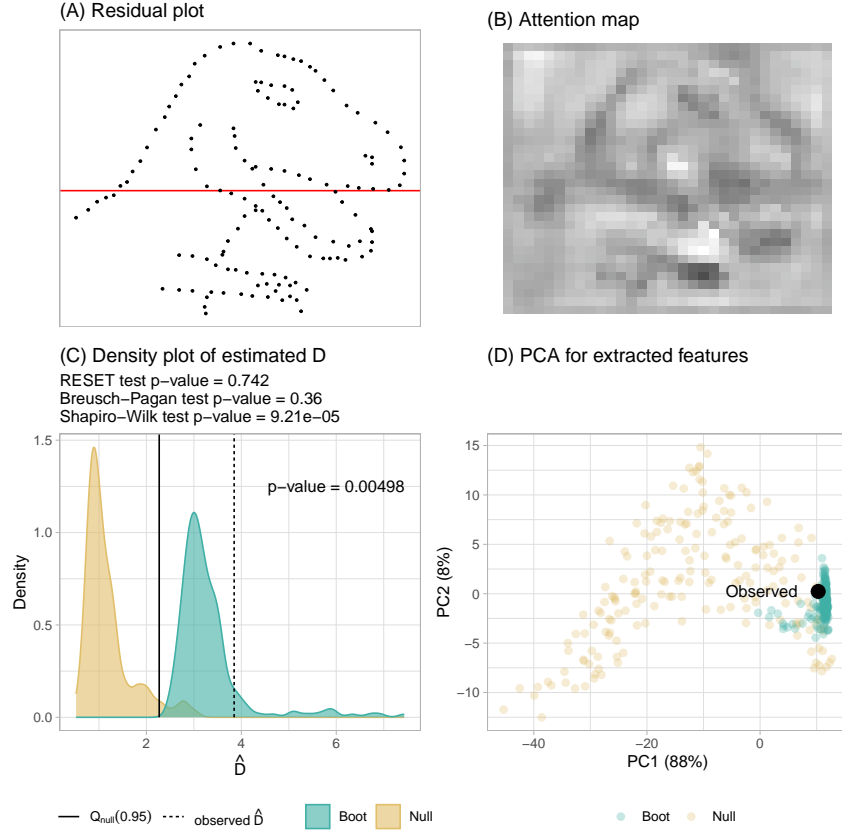 (A) Residual plot
(B) Attention map
(C) Density plot of estimated D
RESET test p−value = 0.742
Breusch−Pagan test p−value = 0.36
Shapiro−Wilk test p−value = 9.21e−05
p−value = 0.00498
Density
1.5
1.0
0.5
0.0
2 4 6
D̂
(D) PCA for extracted features
Observed
PC2 (8%)
15
10
5
0
−5
−10
−40 −20 0
PC1 (88%)
Qnull(0.95) observed D̂ Boot Null
Boot Null